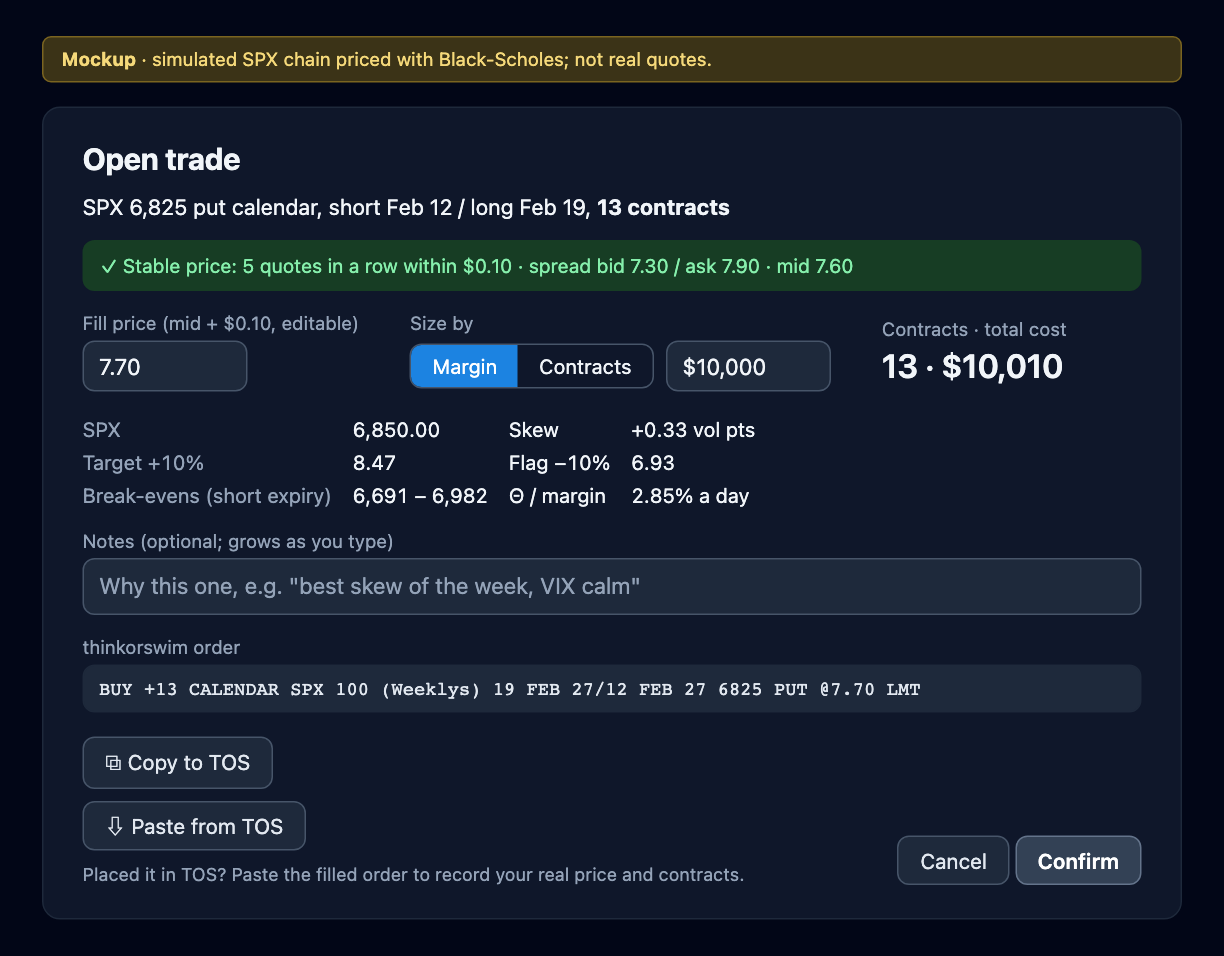 Mockup · simulated SPX chain priced with Black-Scholes; not real quotes.
Open trade
SPX 6,825 put calendar, short Feb 12 / long Feb 19, 13 contracts
✓ Stable price: 5 quotes in a row within $0.10 · spread bid 7.30 / ask 7.90 · mid 7.60
Fill price (mid + $0.10, editable)
7.70
Size by
Margin Contracts $10,000
Contracts · total cost
13 · $10,010
SPX 6,850.00 Skew +0.33 vol pts
Target +10% 8.47 Flag −10% 6.93
Break-evens (short expiry) 6,691 – 6,982 Θ / margin 2.85% a day
Notes (optional; grows as you type)
Why this one, e.g. "best skew of the week, VIX calm"
thinkorswim order
BUY +13 CALENDAR SPX 100 (Weeklys) 19 FEB 27/12 FEB 27 6825 PUT @7.70 LMT
⧉ Copy to TOS
⇩ Paste from TOS
Placed it in TOS? Paste the filled order to record your real price and contracts.
Cancel Confirm